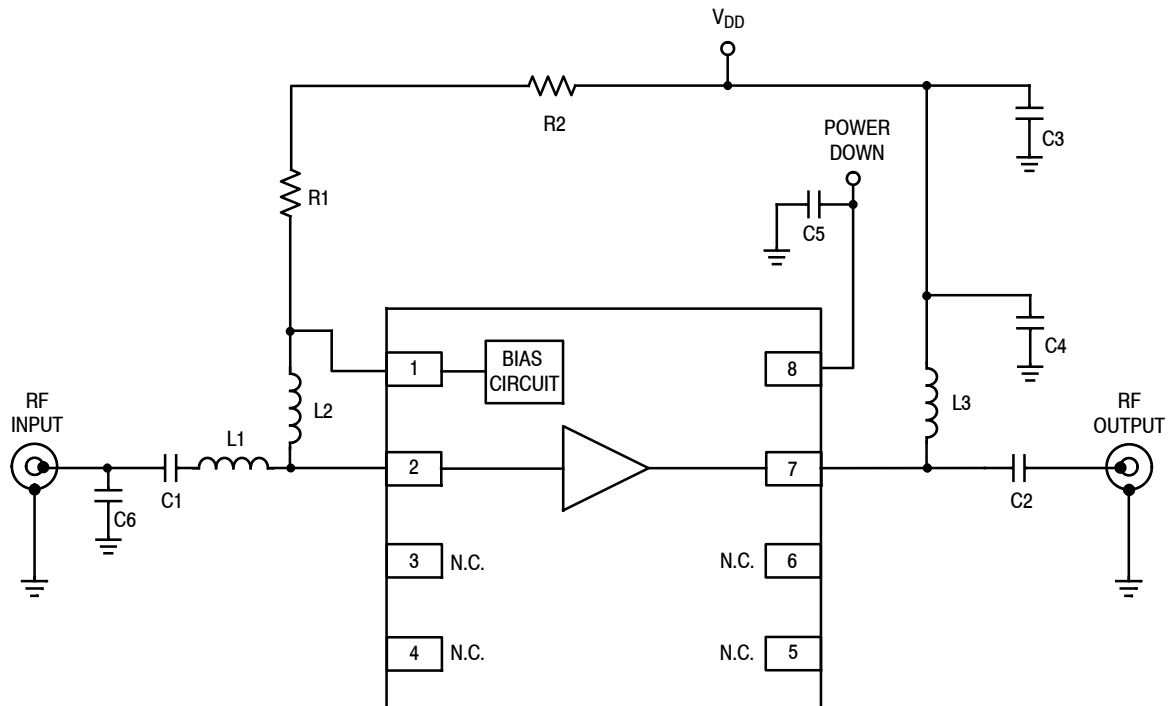 VDD
R2
C3
POWER
DOWN
R1
C5
C4
1
BIAS
CIRCUIT
8
RF
INPUT
L1
L2
L3
RF
OUTPUT
2
7
C1
C6
C2
3
N.C.
N.C.
6
4
N.C.
N.C.
5